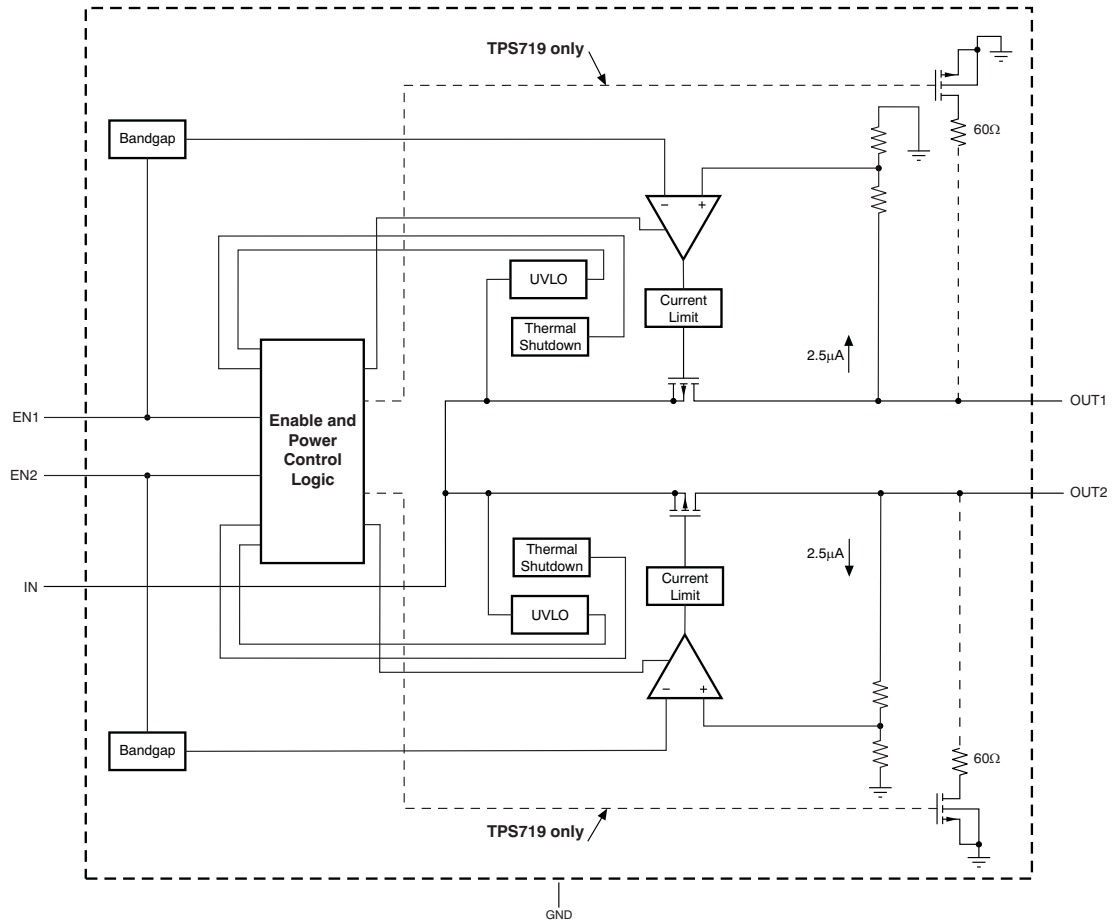 TPS719 only
60Ω
Bandgap
− +
UVLO
Current
Limit
Thermal
Shutdown
2.5µA
EN1
OUT1
Enable and
Power
Control
Logic
EN2
OUT2
Thermal
Shutdown
2.5µA
Current
Limit
IN
UVLO
− +
Bandgap
60Ω
TPS719 only
GND